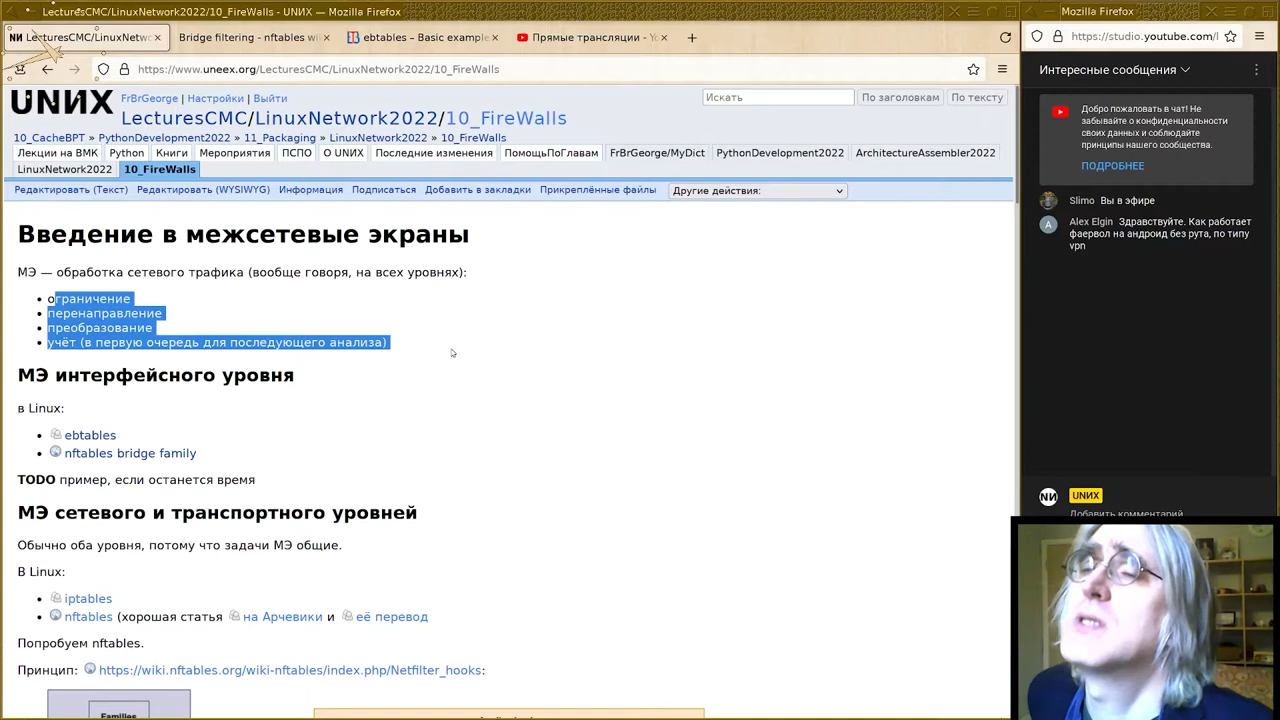 LecturesCMC/LinuxNetwork2022/10_FireWalls - UNИX — Mozilla Firefox
Mozilla Firefox
LecturesCMC/LinuxNetwo
Bridge filtering - nftables wi
ebtables – Basic example
Прямые трансляции - YouT
https://www.uneex.org/LecturesCMC/LinuxNetwork2022/10_FireWalls
https://studio.youtube.com/l
UNИX
FrBrGeorge | Настройки | Выйти
Искать
По заголовкам
По тексту
LecturesCMC/LinuxNetwork2022/10_FireWalls
10_CacheBPT » PythonDevelopment2022 » 11_Packaging » LinuxNetwork2022 » 10_FireWalls
Лекции на ВМК
Python
Книги
Мероприятия
ПСПО
О UNИX
Последние изменения
ПомощьПоГлавам
FrBrGeorge/MyDict
PythonDevelopment2022
ArchitectureAssembler2022
LinuxNetwork2022
10_FireWalls
Редактировать (Текст)
Редактировать (WYSIWYG)
Информация
Подписаться
Добавить в закладки
Прикреплённые файлы
Другие действия:
Введение в межсетевые экраны
МЭ — обработка сетевого трафика (вообще говоря, на всех уровнях):
• ограничение
• перенаправление
• преобразование
• учёт (в первую очередь для последующего анализа)
МЭ интерфейсного уровня
в Linux:
• ebtables
• nftables bridge family
TODO пример, если останется время
МЭ сетевого и транспортного уровней
Обычно оба уровня, потому что задачи МЭ общие.
В Linux:
• iptables
• nftables (хорошая статья на Арчевики и её перевод
Попробуем nftables.
Принцип: https://wiki.nftables.org/wiki-nftables/index.php/Netfilter_hooks:
Families
Интересные сообщения
Добро пожаловать в чат! Не
забывайте о конфиденциальности
своих данных и соблюдайте
принципы нашего сообщества.
ПОДРОБНЕЕ
Slimo Вы в эфире
Alex Elgin Здравствуйте. Как работает
фаервол на андроид без рута, по типу
vpn
NИ UNИX
Добавить комментарий